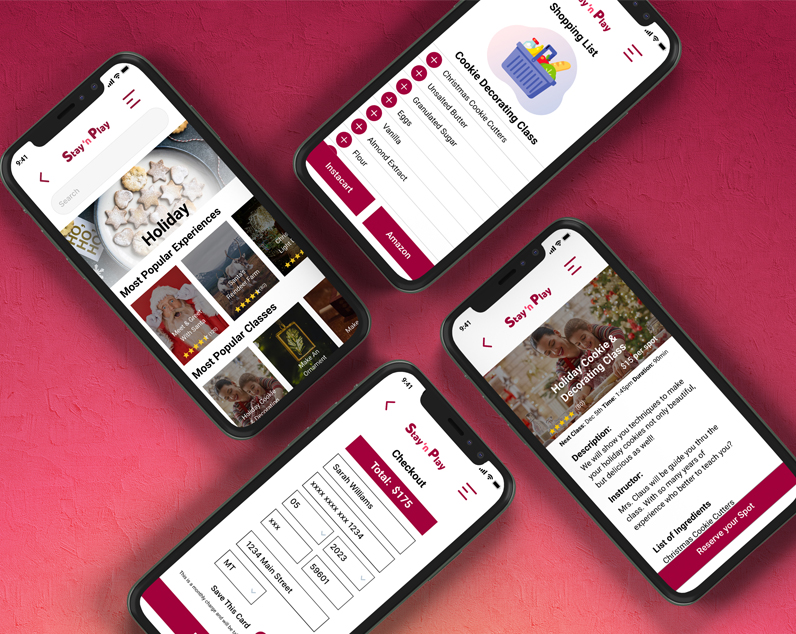 9:41
Stay 'n Play
Search
Holiday
Most Popular Experiences
Meet & Greet
With Santa
Santa's
Reindeer Farm
Most Popular Classes
Holiday Cookie
& Decorating
Make An
Ornament
Make
Stay 'n Play
Shopping List
Cookie Decorating Class
Christmas Cookie Cutters
Unsalted Butter
Granulated Sugar
Eggs
Vanilla
Almond Extract
Flour
Instacart
Amazon
9:41
Stay 'n Play
Checkout
Total: $175
Sarah Williams
xxxx xxxx xxx 1234
05
2023
xxx
59601
1234 Main Street
MT
Save This Card
This is a monthly charge and will be
9:41
Stay 'n Play
Holiday Cookie &
Decorating Class
$15 per spot
(80)
Next Class: Dec 5th Time: 1:45pm Duration: 90min
Description:
We will show you techniques to make
your holiday cookies not only beautiful,
but delicious as well!
Instructor:
Mrs. Claus will be guide you thru the
class. With so many years of
experience who better to teach you?
List of Ingredients
Christmas Cookie Cutters
Reserve your Spot